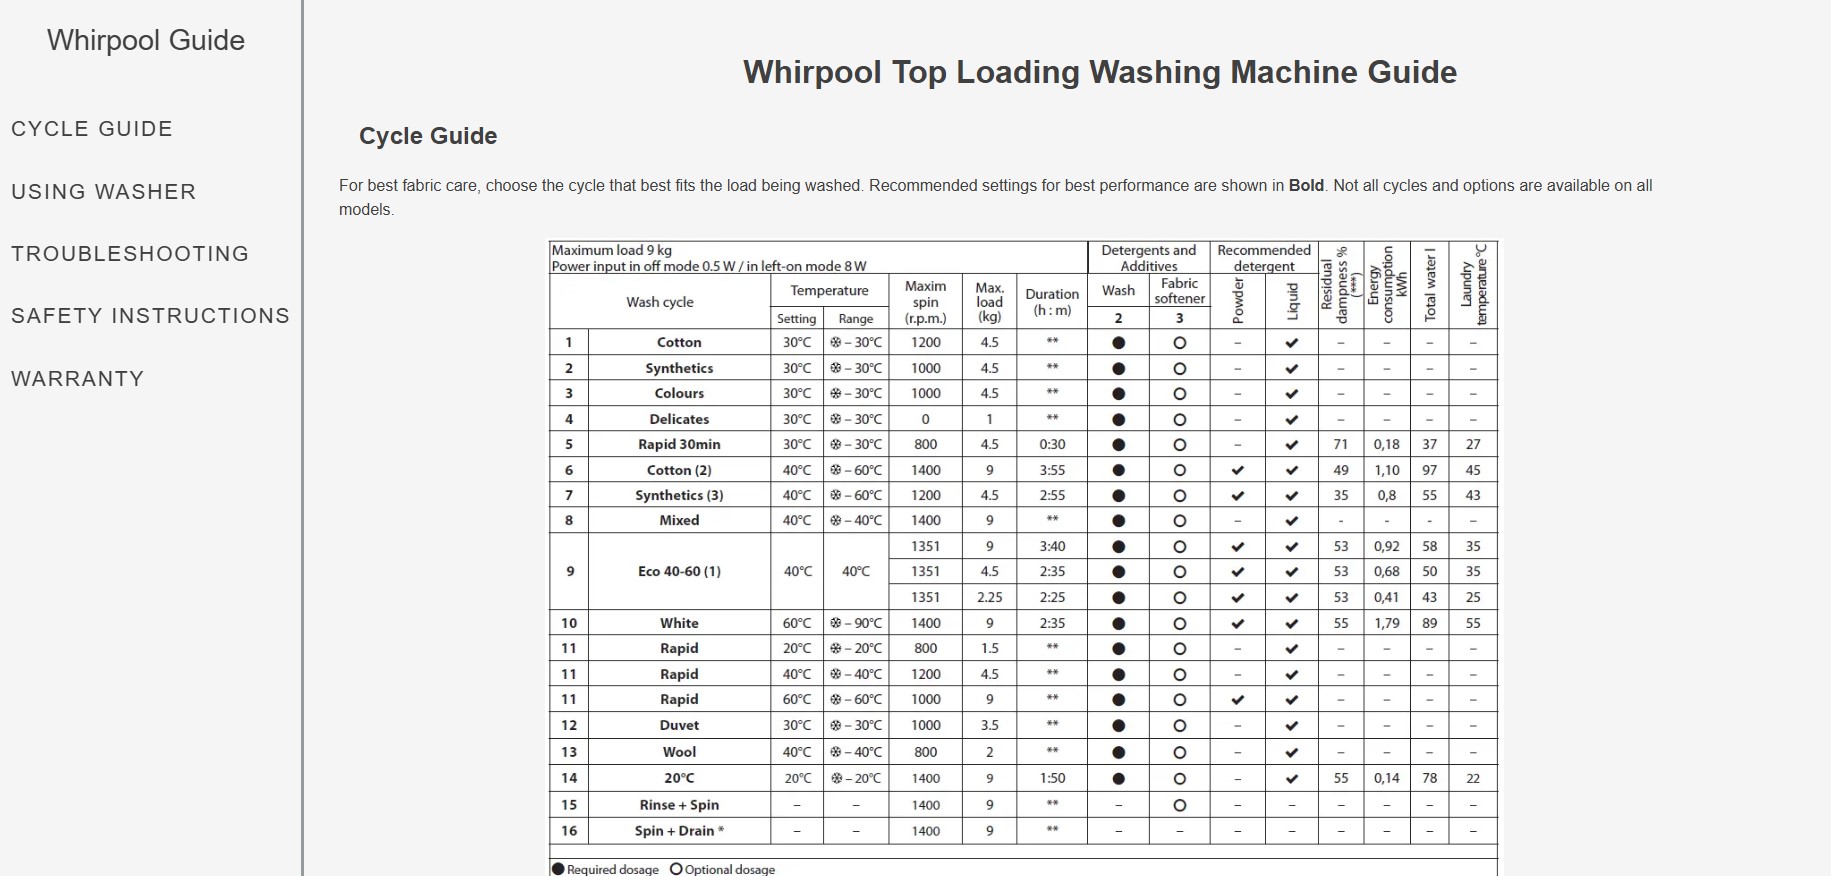 Whirpool Guide
CYCLE GUIDE
USING WASHER
TROUBLESHOOTING
SAFETY INSTRUCTIONS
WARRANTY
Whirpool Top Loading Washing Machine Guide
Cycle Guide
For best fabric care, choose the cycle that best fits the load being washed. Recommended settings for best performance are shown in Bold. Not all cycles and options are available on all
models.
Maximum load 9 kg
Power input in off mode 0.5 W / in left-on mode 8 W
Detergents and
Additives
Recommended
detergent
Residual
dampness %
(***)
Energy
consumption
kWh
Total water l
Laundry
temperature °C
Wash cycle
Temperature
Setting Range
Maxim
spin
(r.p.m.)
Max.
load
(kg)
Duration
(h : m)
Wash
2
Fabric
softener
3
Powder
Liquid
1 Cotton 30°C ❄ – 30°C 1200 4.5 ** ● ○ – ✔ – – – –
2 Synthetics 30°C ❄ – 30°C 1000 4.5 ** ● ○ – ✔ – – – –
3 Colours 30°C ❄ – 30°C 1000 4.5 ** ● ○ – ✔ – – – –
4 Delicates 30°C ❄ – 30°C 0 1 ** ● ○ – ✔ – – – –
5 Rapid 30min 30°C ❄ – 30°C 800 4.5 0:30 ● ○ – ✔ 71 0,18 37 27
6 Cotton (2) 40°C ❄ – 60°C 1400 9 3:55 ● ○ ✔ ✔ 49 1,10 97 45
7 Synthetics (3) 40°C ❄ – 60°C 1200 4.5 2:55 ● ○ ✔ ✔ 35 0,8 55 43
8 Mixed 40°C ❄ – 40°C 1400 9 ** ● ○ – ✔ - - - –
9 Eco 40-60 (1) 40°C 40°C
1351 9 3:40 ● ○ ✔ ✔ 53 0,92 58 35
1351 4.5 2:35 ● ○ ✔ ✔ 53 0,68 50 35
1351 2.25 2:25 ● ○ ✔ ✔ 53 0,41 43 25
10 White 60°C ❄ – 90°C 1400 9 2:35 ● ○ ✔ ✔ 55 1,79 89 55
11 Rapid 20°C ❄ – 20°C 800 1.5 ** ● ○ – ✔ – – – –
11 Rapid 40°C ❄ – 40°C 1200 4.5 ** ● ○ – ✔ – – – –
11 Rapid 60°C ❄ – 60°C 1000 9 ** ● ○ ✔ ✔ – – – –
12 Duvet 30°C ❄ – 30°C 1000 3.5 ** ● ○ – ✔ – – – –
13 Wool 40°C ❄ – 40°C 800 2 ** ● ○ – ✔ – – – –
14 20°C 20°C ❄ – 20°C 1400 9 1:50 ● ○ – ✔ 55 0,14 78 22
15 Rinse + Spin – – 1400 9 ** – ○ – – – – – –
16 Spin + Drain * – – 1400 9 ** – – – – – – – –
● Required dosage ○ Optional dosage